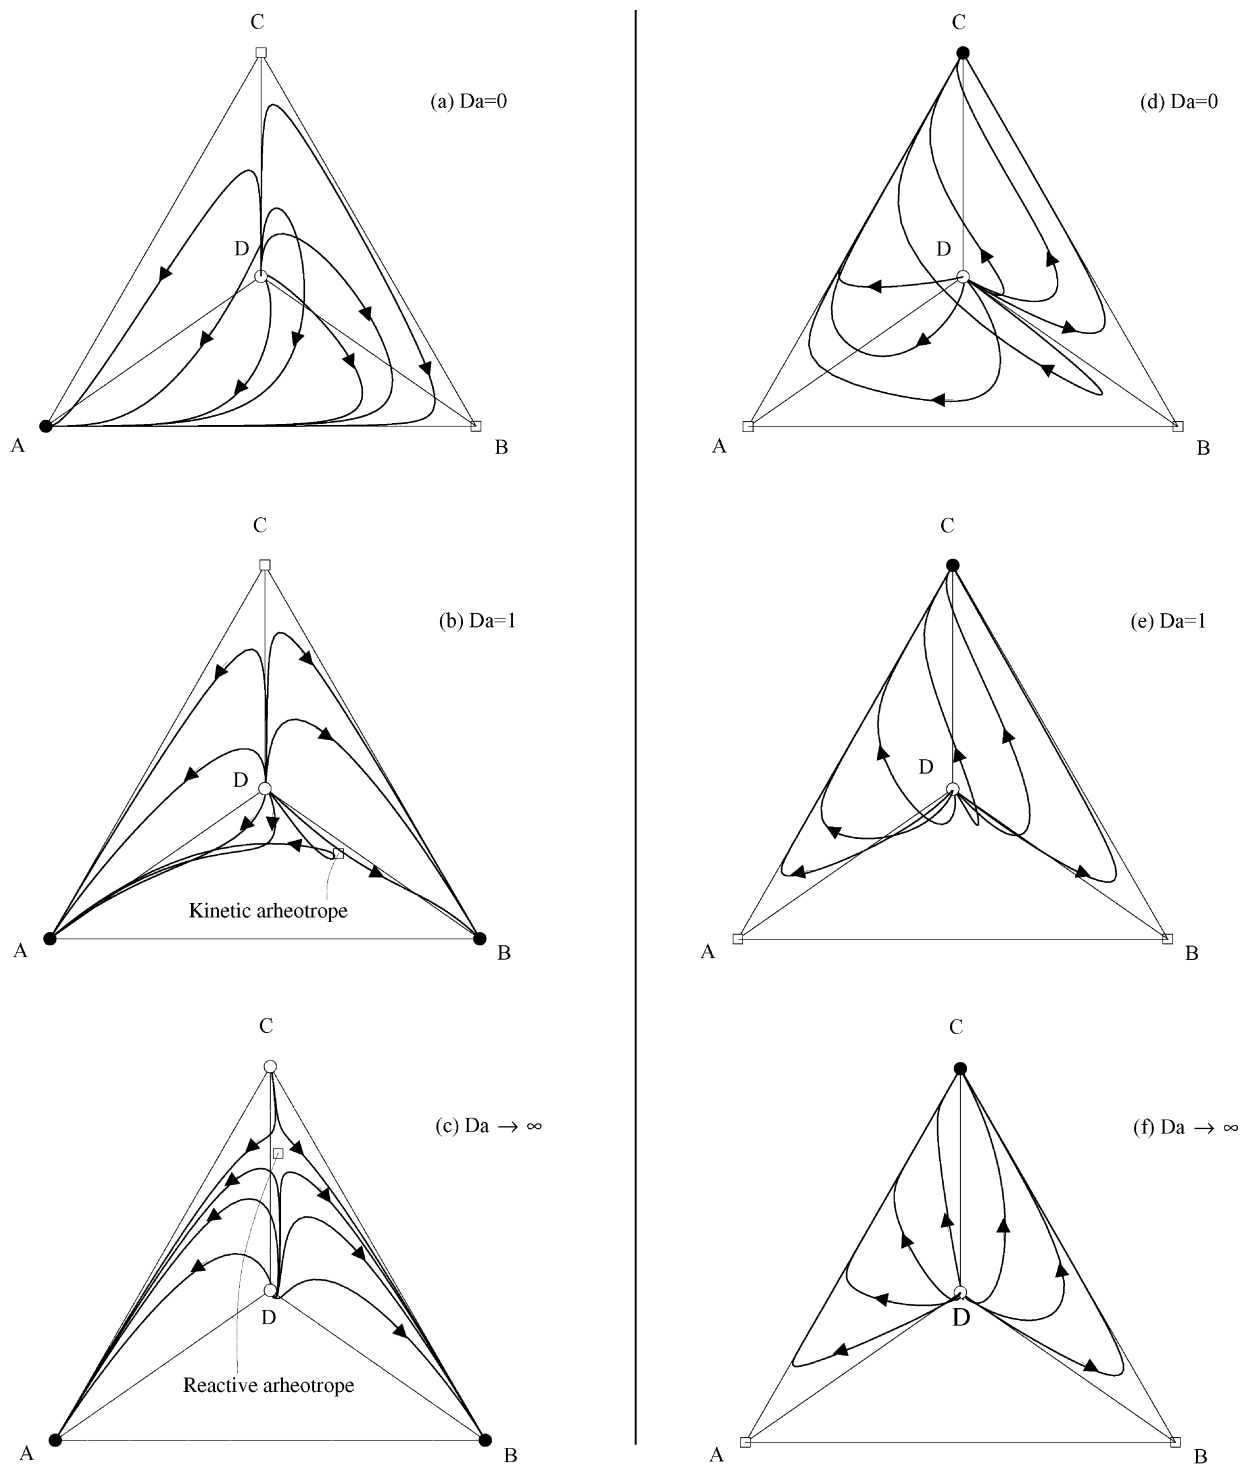 C
(a) Da=0
D
A
B
C
(d) Da=0
D
A
B
C
(b) Da=1
D
Kinetic arheotrope
A
B
C
(e) Da=1
D
A
B
C
(c) Da → ∞
D
Reactive arheotrope
A
B
C
(f) Da → ∞
D
A
B